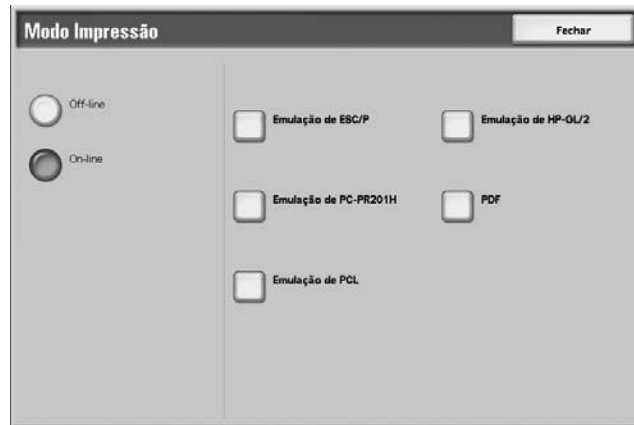 Modo Impressão
Fechar
Off-line
On-line
Emulação de ESC/P
Emulação de HP-GL/2
Emulação de PC-PR201H
PDF
Emulação de PCL